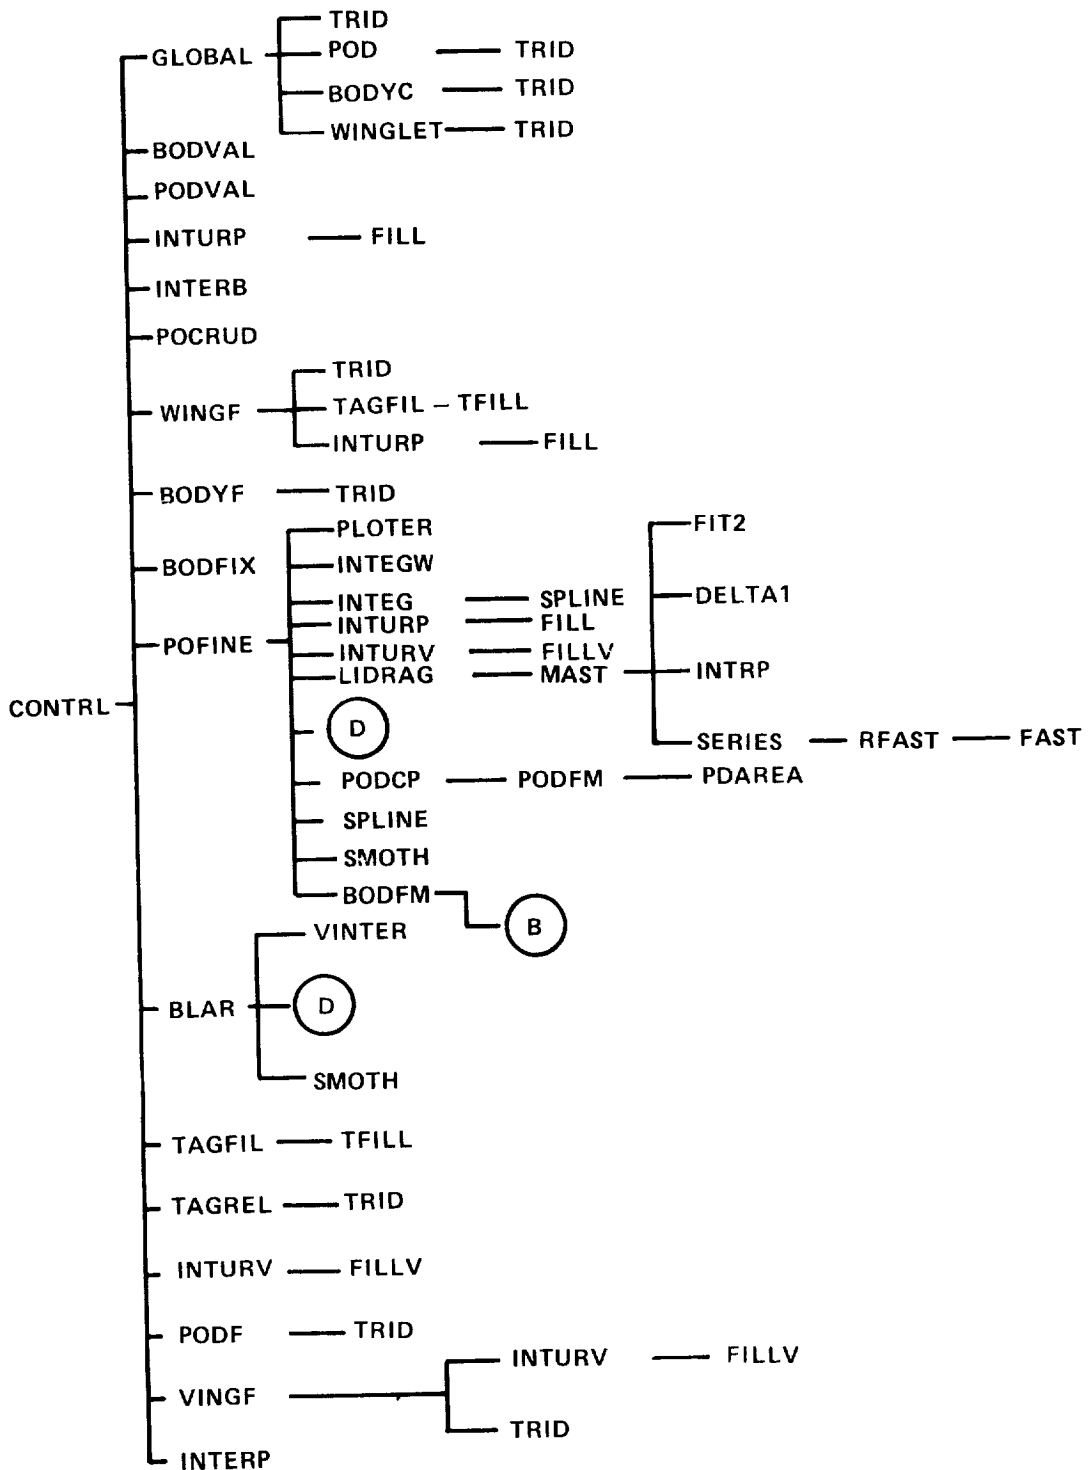 TRID
GLOBAL POD TRID
BODYC TRID
WINGLET TRID
BODVAL
PODVAL
INTURP FILL
INTERB
POCRUD
TRID
WINGF TAGFIL TFILL
INTURP FILL
BODYF TRID
PLOTER FIT2
BODFIX INTEGW
INTEG SPLINE DELTA1
INTURP FILL
POFINE INTURV FILLV
LIDRAG MAST INTRP
CONTRL
D SERIES RFAST FAST
PODCP PODFM PDAREA
SPLINE
SMOTH
BODFM
B
VINTER
BLAR D
SMOTH
TAGFIL TFILL
TAGREL TRID
INTURV FILLV
PODF TRID
INTURV FILLV
VINGF
TRID
INTERP